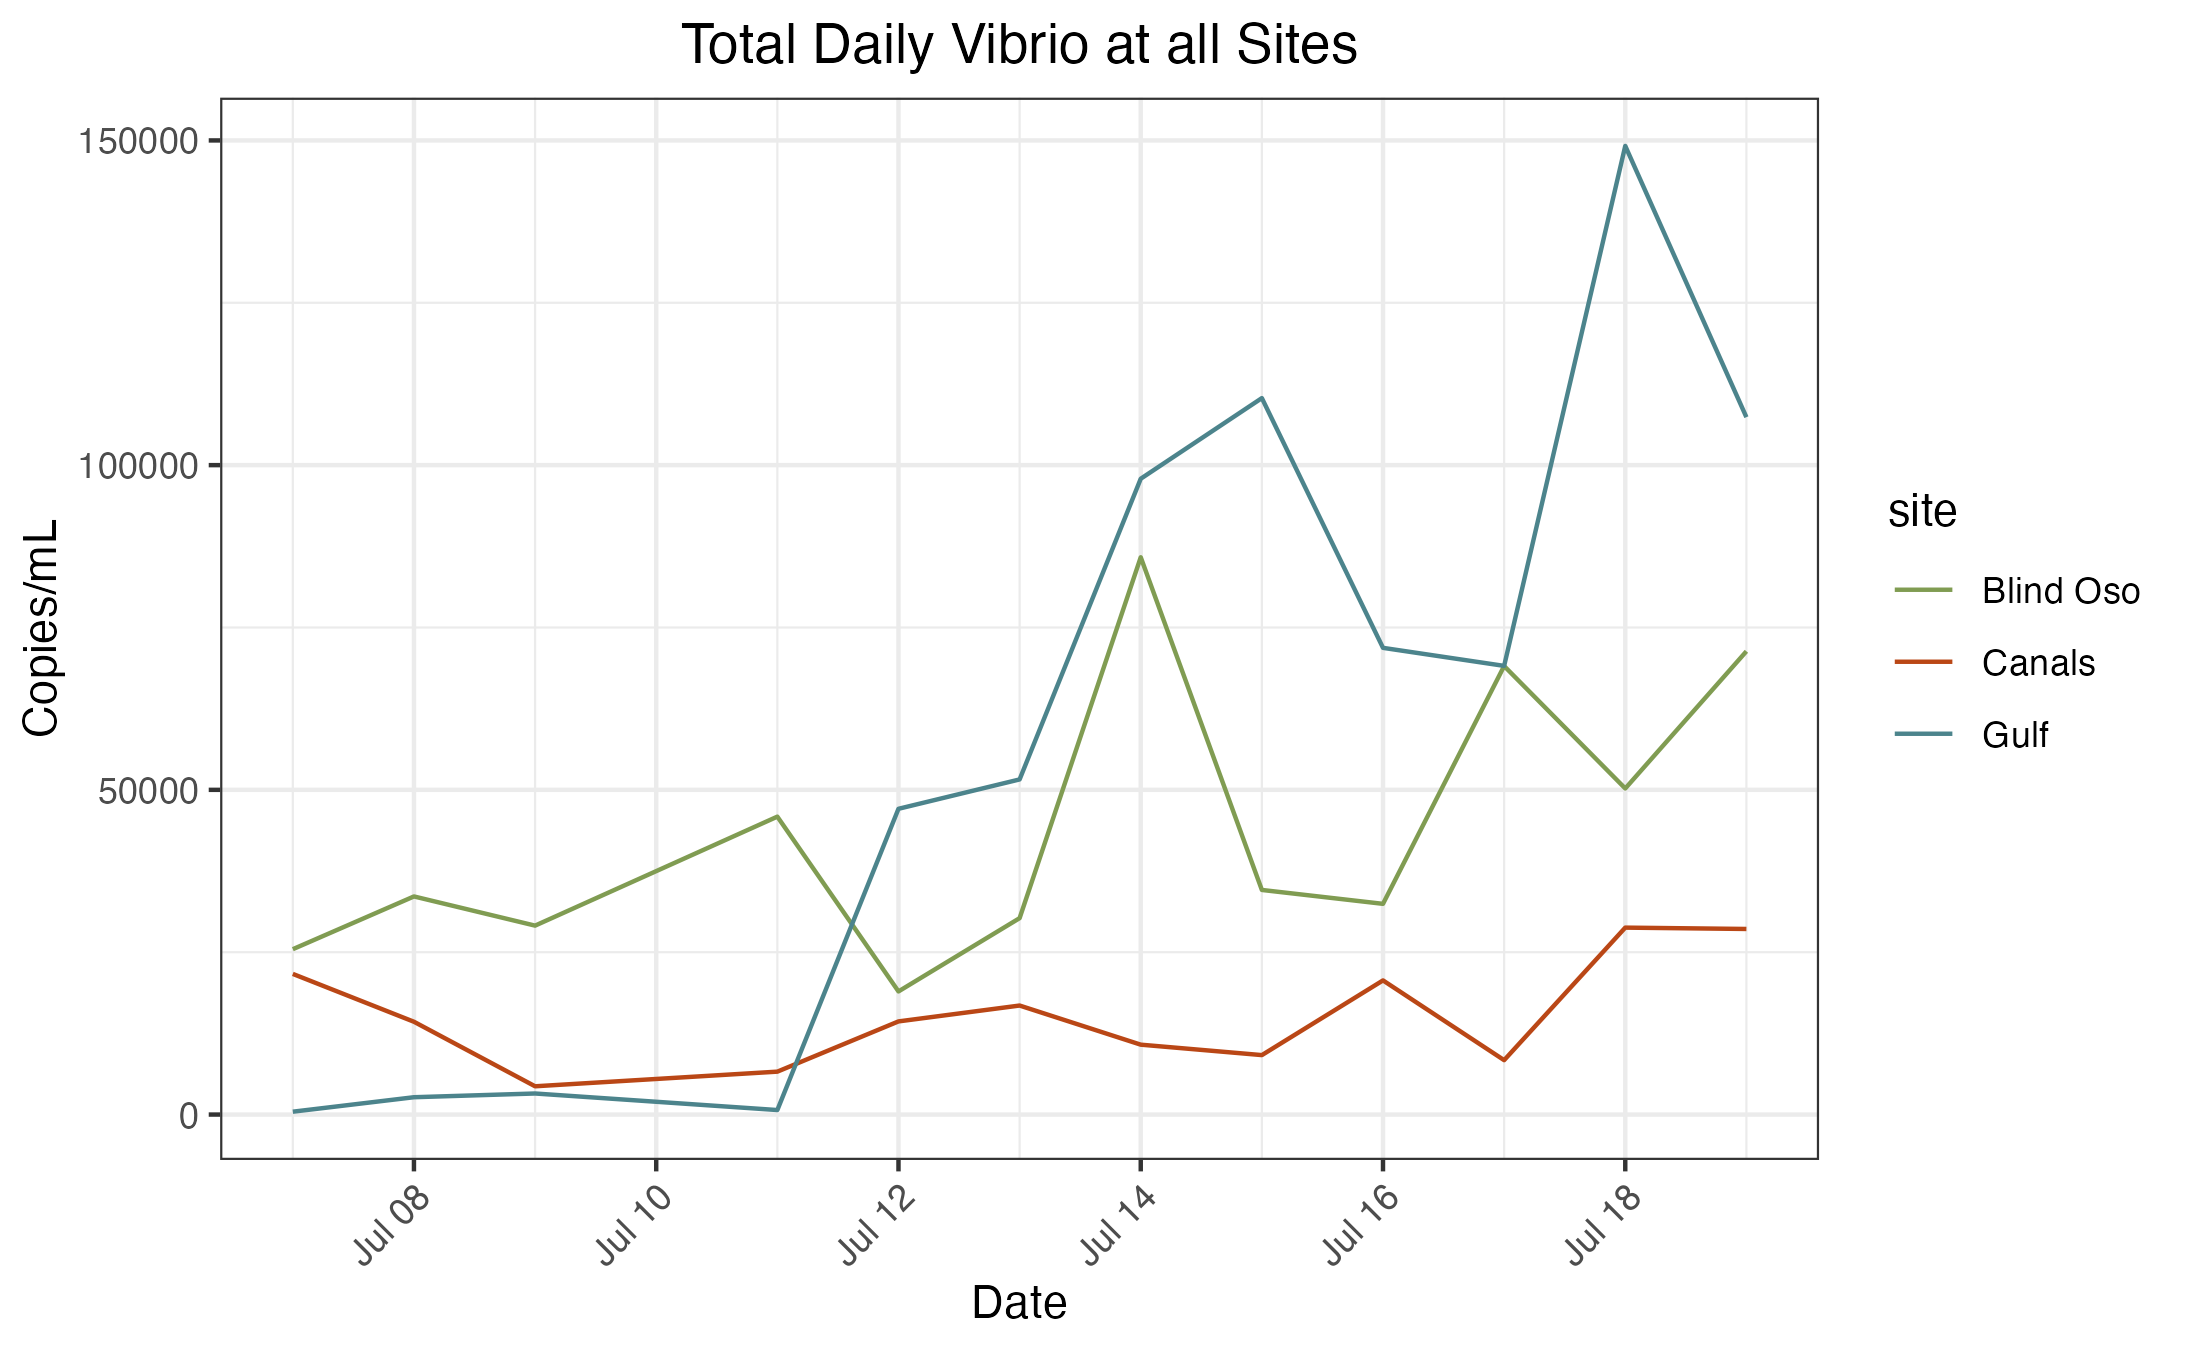 Total Daily Vibrio at all Sites
Copies/mL
150000
100000
50000
0
Jul 08
Jul 10
Jul 12
Jul 14
Jul 16
Jul 18
Date
site
Blind Oso
Canals
Gulf